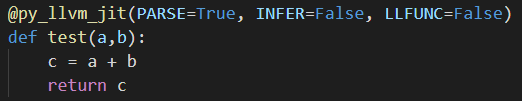 @py_llvm_jit(PARSE=True, INFER=False, LLFUNC=False)
def test(a,b):
    c = a + b
    return c